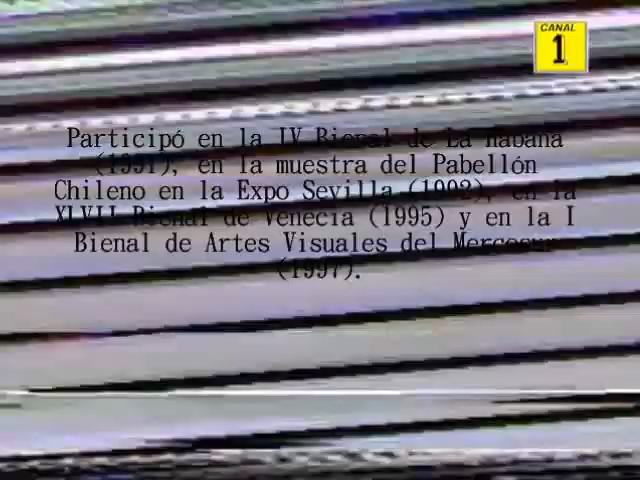 CANAL
1
Participó en la IV Bienal de La Habana
(1991), en la muestra del Pabellón
Chileno en la Expo Sevilla (1992), en la
XLVII Bienal de Venecia (1995) y en la I
Bienal de Artes Visuales del Mercosur
(1997).